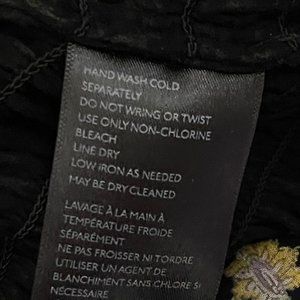 HAND WASH COLD
SEPARATELY
DO NOT WRING OR TWIST
USE ONLY NON-CHLORINE
BLEACH
LINE DRY
LOW IRON AS NEEDED
MAY BE DRY CLEANED
LAVAGE À LA MAIN À
TEMPÉRATURE FROIDE
SÉPARÉMENT
NE PAS FROISSER NI TORDRE
UTILISER UN AGENT DE
BLANCHIMENT SANS CHLORE SI
NÉCESSAIRE